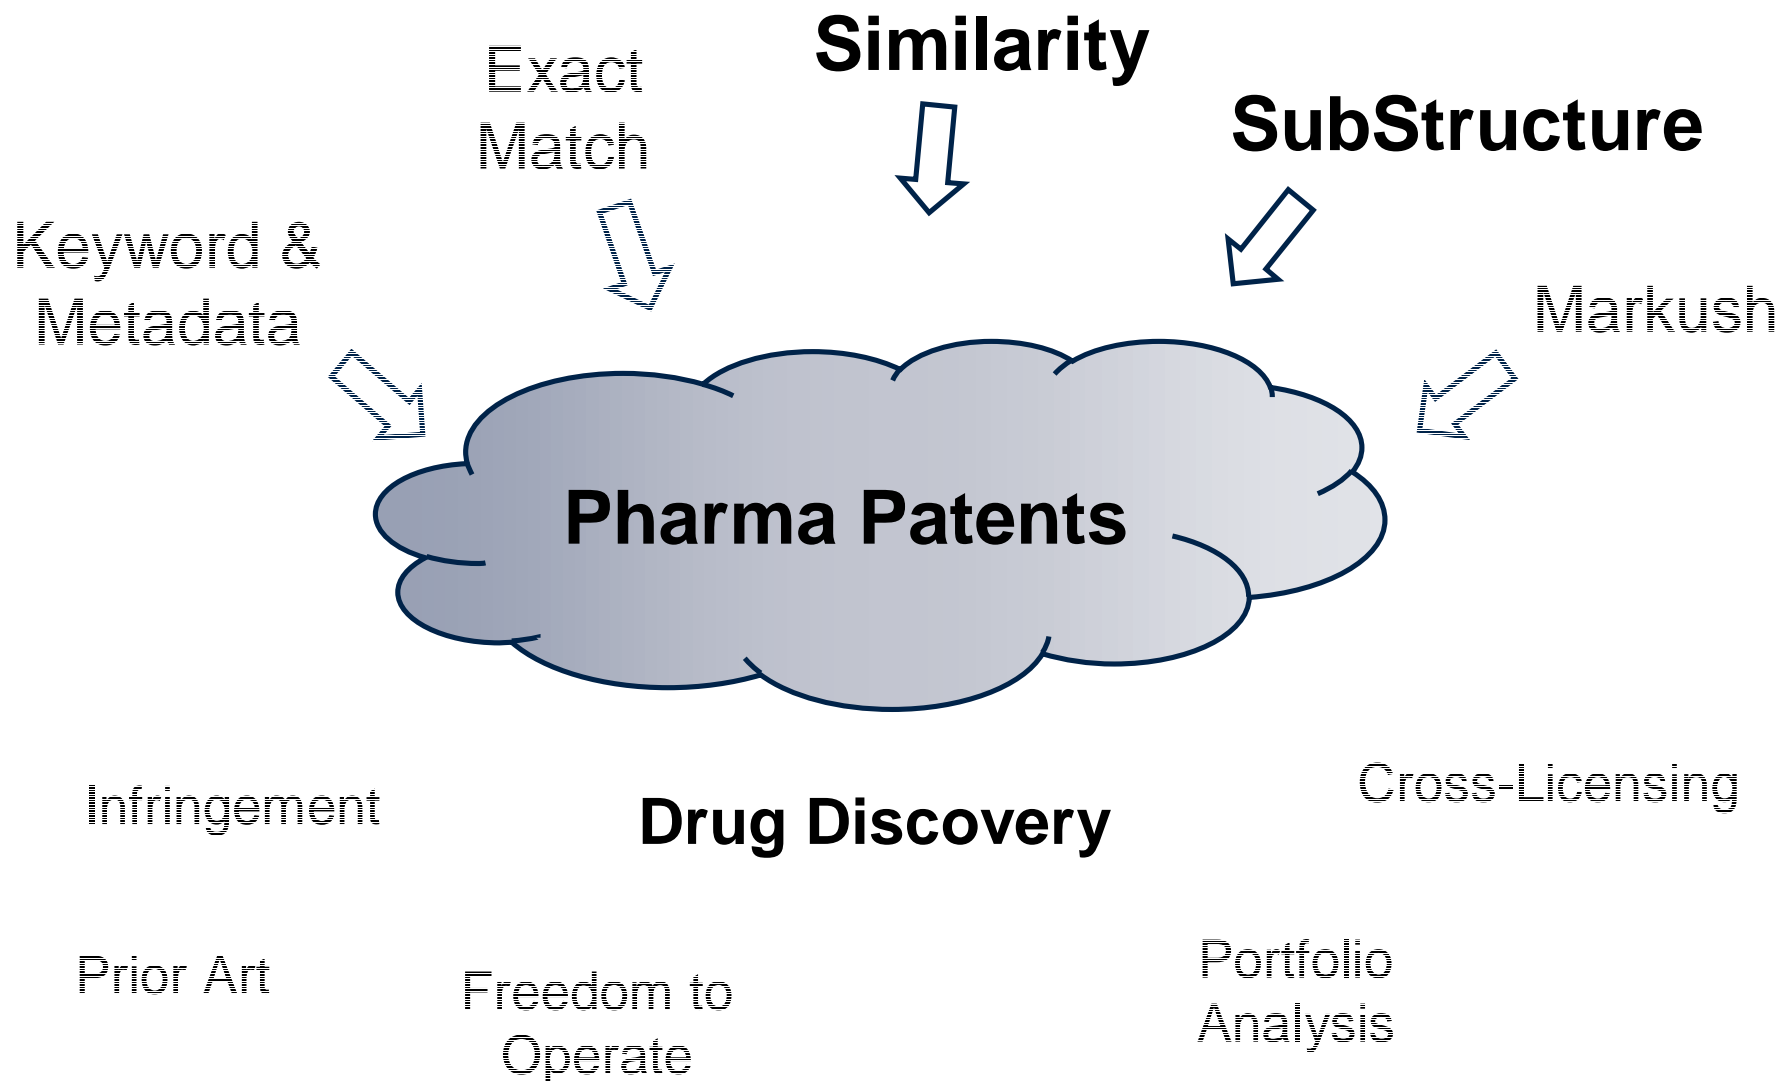 Similarity
Exact
Match
SubStructure
Keyword &
Metadata
Markush
Pharma Patents
Infringement
Drug Discovery
Cross-Licensing
Prior Art
Freedom to
Operate
Portfolio
Analysis